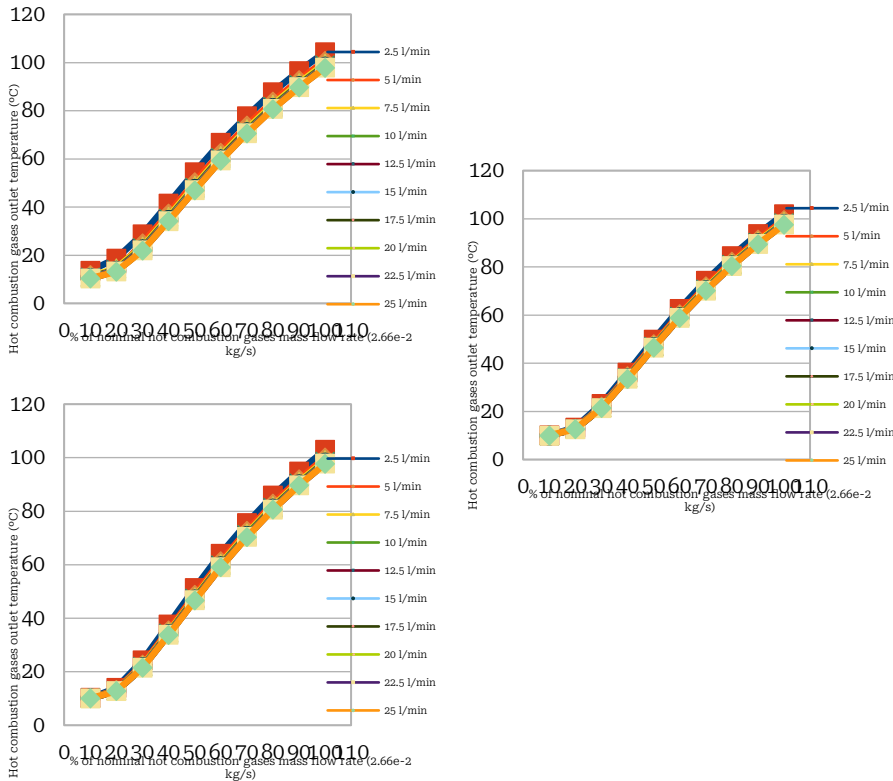 Hot combustion gases outlet temperature (ºC)
120
100
80
60
40
20
0
0 10 20 30 40 50 60 70 80 90 100 110
% of nominal hot combustion gases mass flow rate (2.66e-2
kg/s)
2.5 l/min
5 l/min
7.5 l/min
10 l/min
12.5 l/min
15 l/min
17.5 l/min
20 l/min
22.5 l/min
25 l/min
Hot combustion gases outlet temperature (ºC)
120
100
80
60
40
20
0
0 10 20 30 40 50 60 70 80 90 100 110
% of nominal hot combustion gases mass flow rate (2.66e-2
kg/s)
2.5 l/min
5 l/min
7.5 l/min
10 l/min
12.5 l/min
15 l/min
17.5 l/min
20 l/min
22.5 l/min
25 l/min
Hot combustion gases outlet temperature (ºC)
120
100
80
60
40
20
0
0 10 20 30 40 50 60 70 80 90 100 110
% of nominal hot combustion gases mass flow rate (2.66e-2
kg/s)
2.5 l/min
5 l/min
7.5 l/min
10 l/min
12.5 l/min
15 l/min
17.5 l/min
20 l/min
22.5 l/min
25 l/min